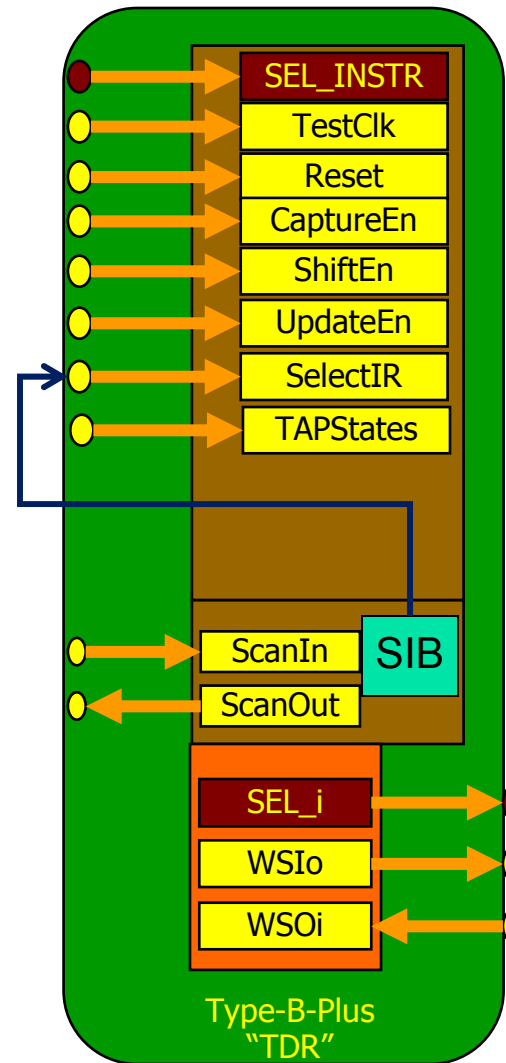 SEL_INSTR
TestClk
Reset
CaptureEn
ShiftEn
UpdateEn
SelectIR
TAPStates
ScanIn
SIB
ScanOut
SEL_i
WSIo
WSOi
Type-B-Plus
“TDR”